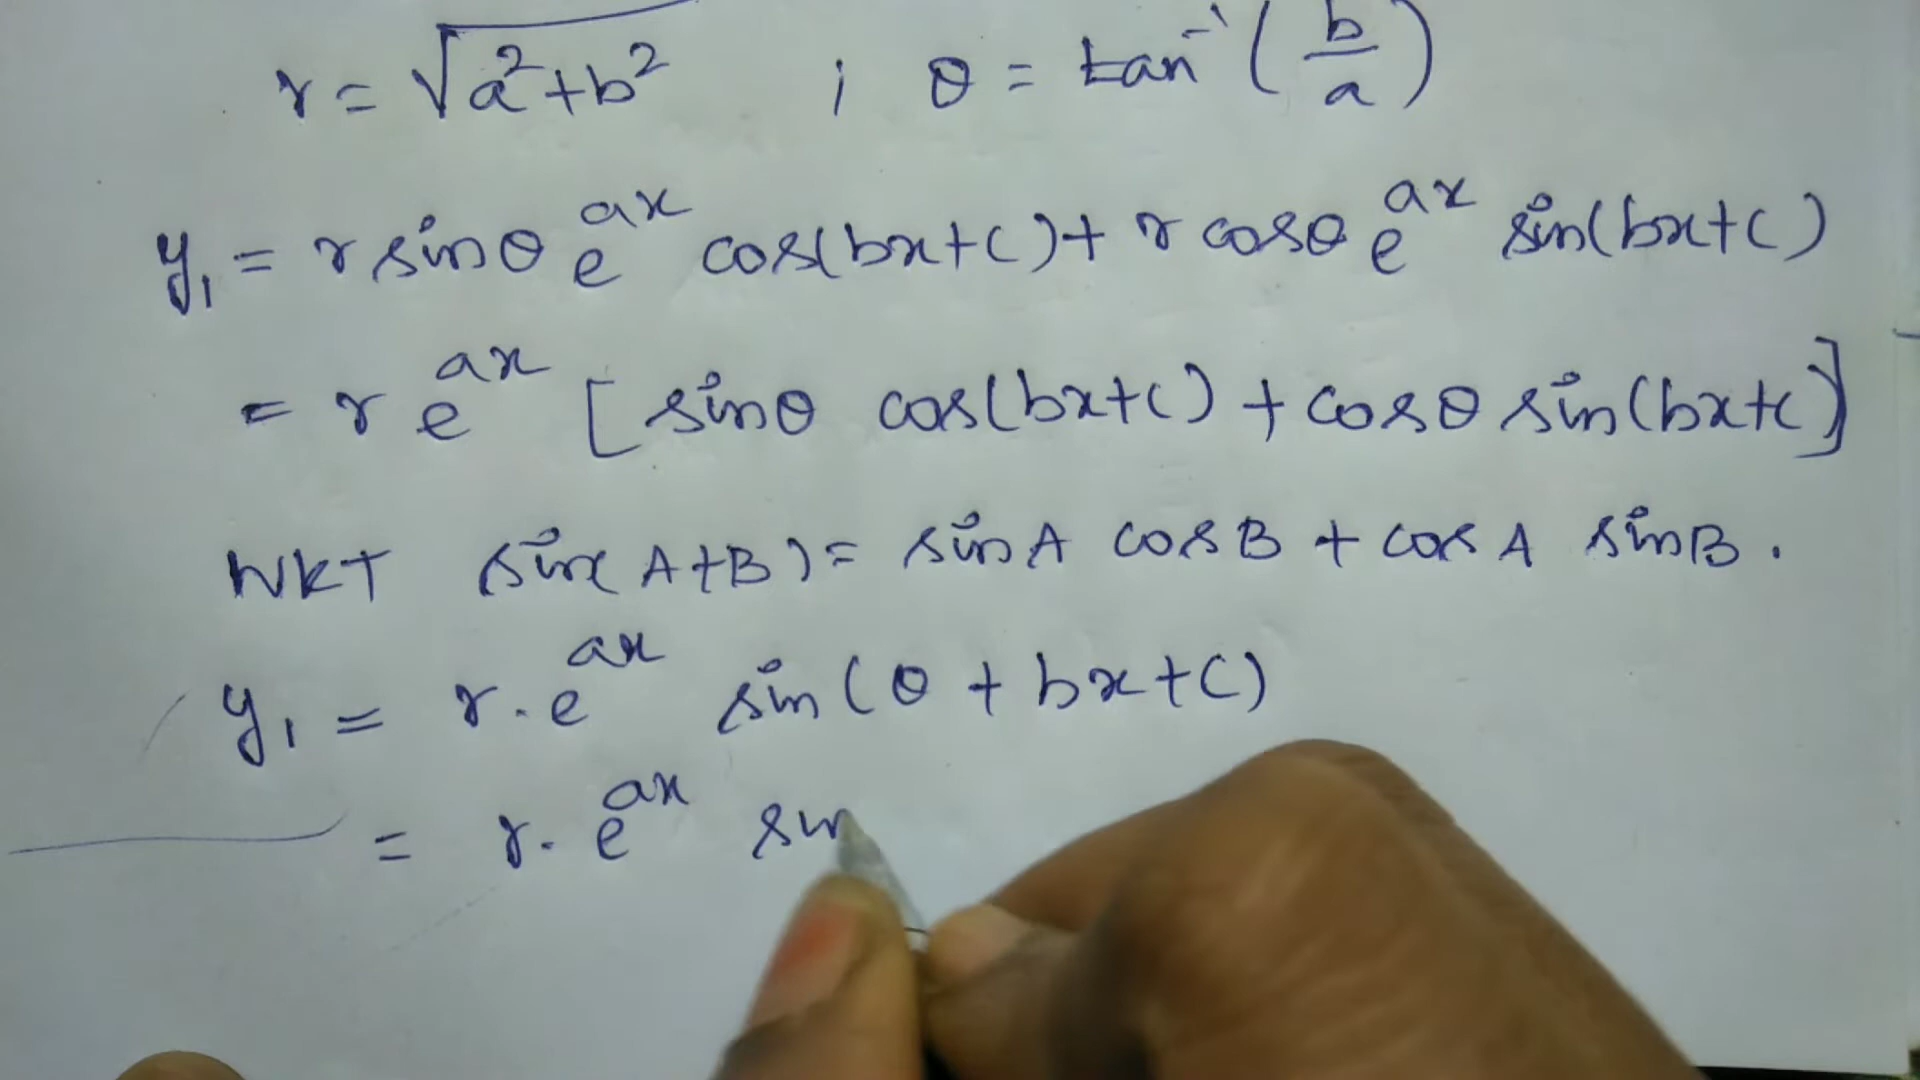 r = √a²+b² ; θ = tan⁻¹(b/a)
y₁ = r sinθ e^ax cos(bx+c) + r cosθ e^ax sin(bx+c)
= r e^ax [sinθ cos(bx+c) + cosθ sin(bx+c]
WKT sin(A+B) = sinA cosB + cosA sinB.
y₁ = r.e^ax sin(θ + bx+c)
= r.e^ax sin